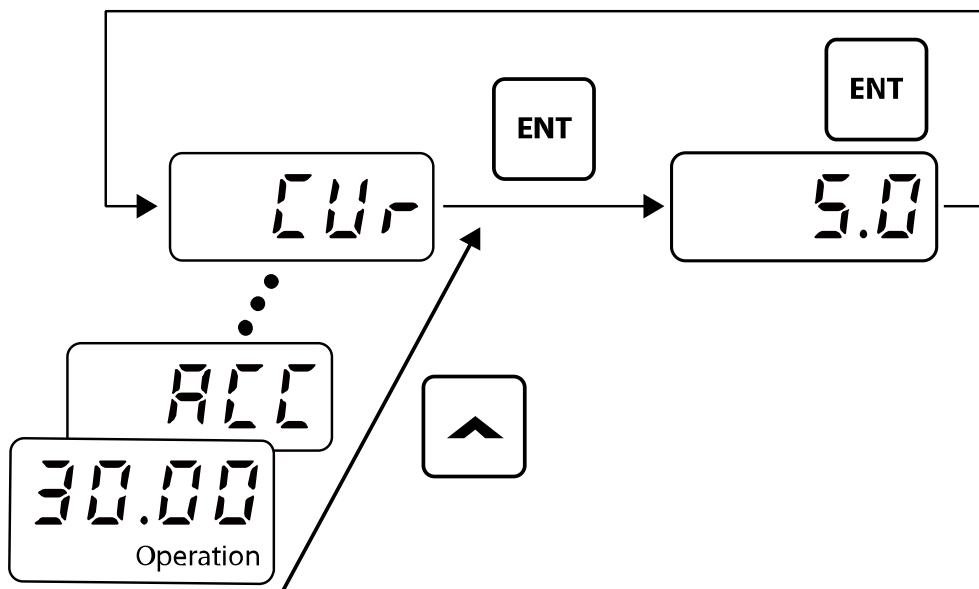 ENT
ENT
CUr
5.0
ACC
30.00
Operation